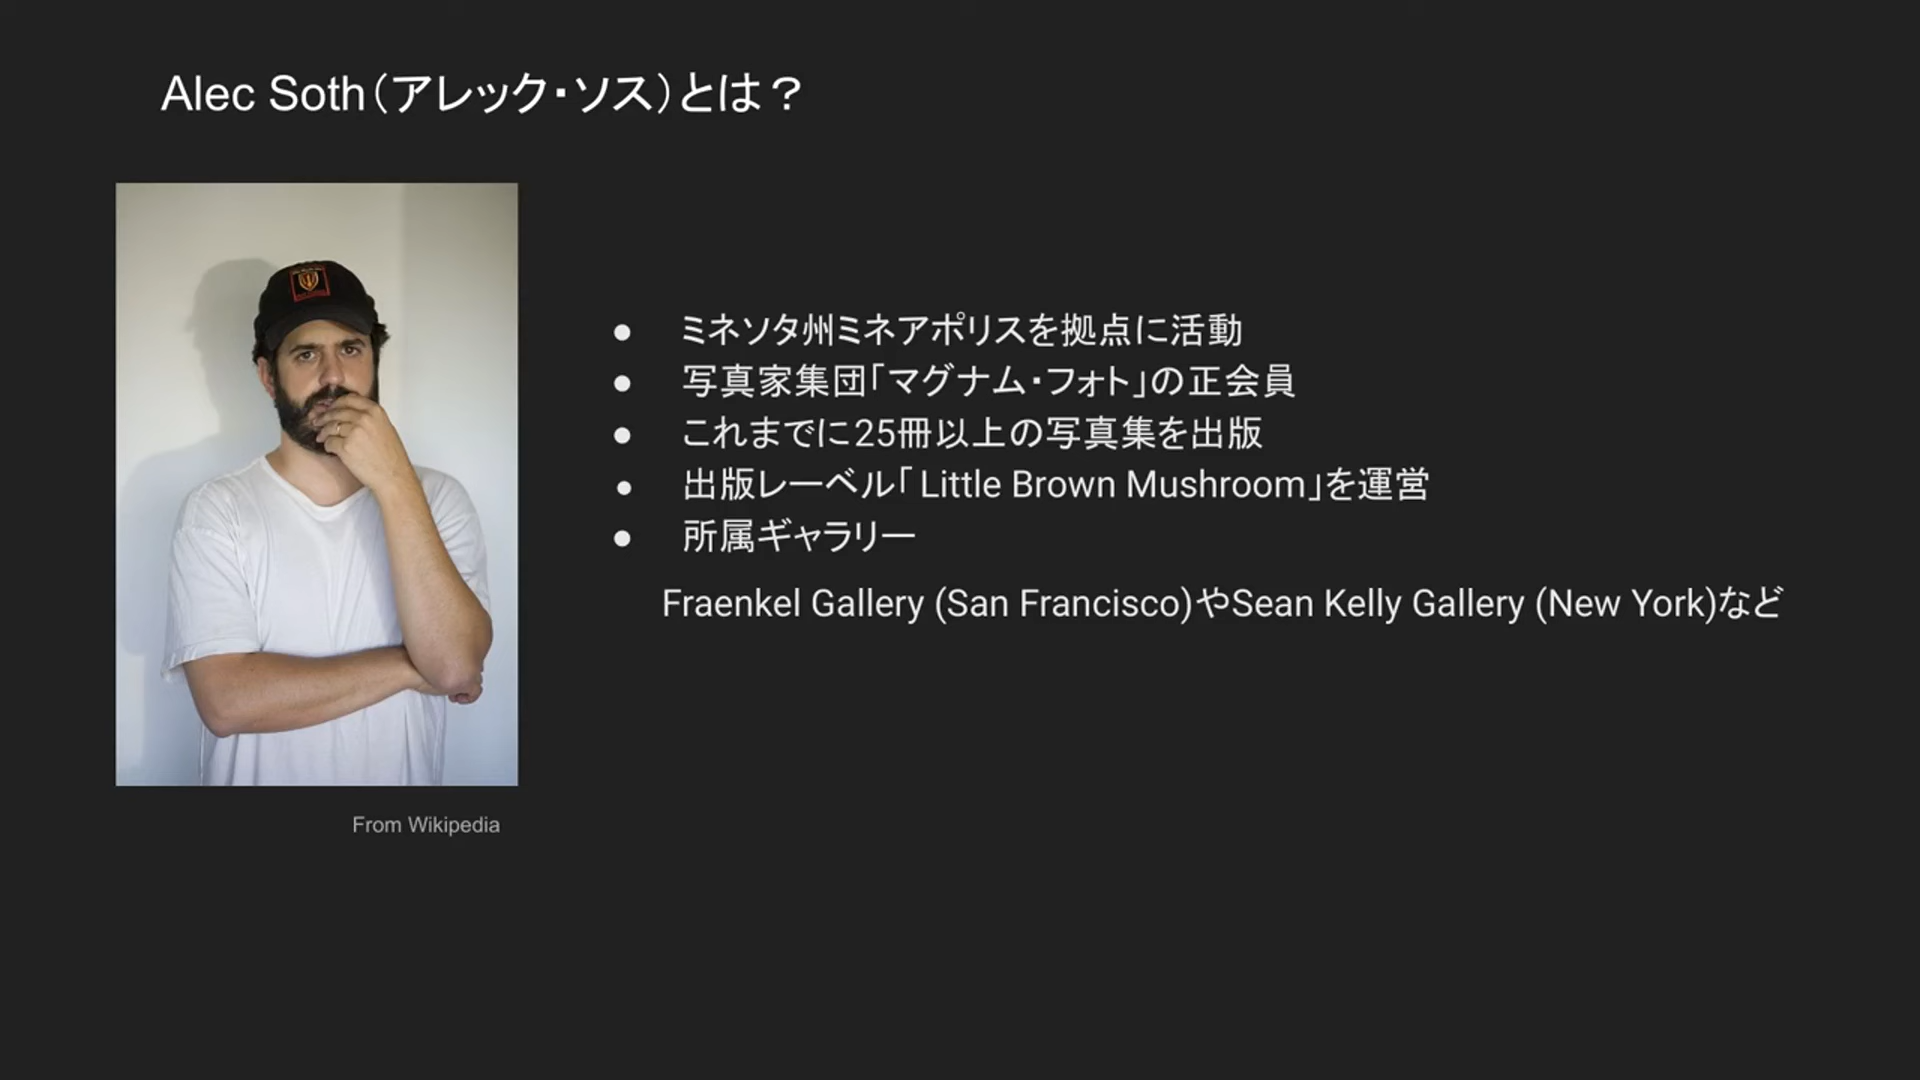 Alec Soth（アレック・ソス）とは？
● ミネソタ州ミネアポリスを拠点に活動
● 写真家集団「マグナム・フォト」の正会員
● これまでに25冊以上の写真集を出版
● 出版レーベル「Little Brown Mushroom」を運営
● 所属ギャラリー
Fraenkel Gallery (San Francisco)やSean Kelly Gallery (New York)など
From Wikipedia